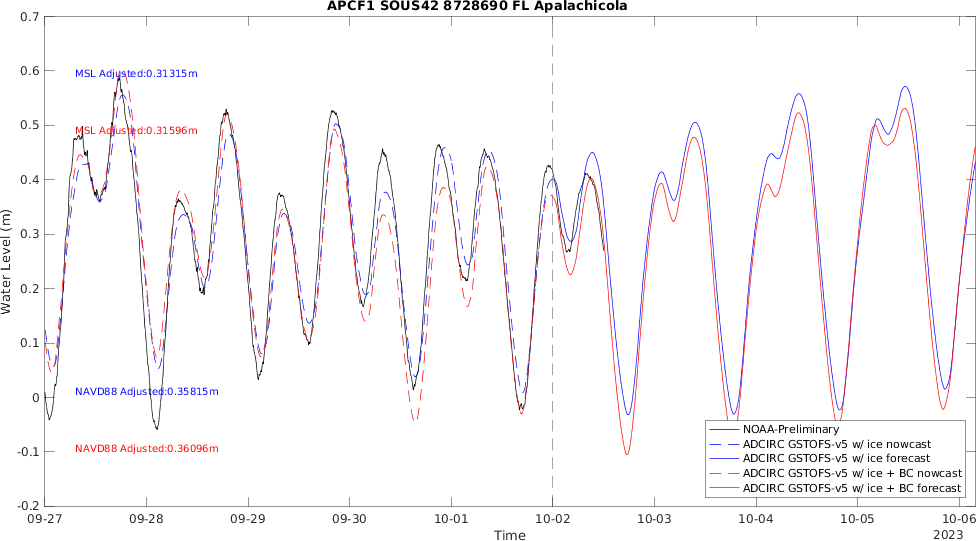 APCF1 SOUS42 8728690 FL Apalachicola
0.7
0.6
0.5
0.4
0.3
0.2
0.1
0
-0.1
-0.2
Water Level (m)
MSL Adjusted:0.31315m
MSL Adjusted:0.31596m
NAVD88 Adjusted:0.35815m
NAVD88 Adjusted:0.36096m
NOAA-Preliminary
ADCIRC GSTOFS-v5 w/ ice nowcast
ADCIRC GSTOFS-v5 w/ ice forecast
ADCIRC GSTOFS-v5 w/ ice + BC nowcast
ADCIRC GSTOFS-v5 w/ ice + BC forecast
09-27 09-28 09-29 09-30 10-01 10-02 10-03 10-04 10-05 10-06
Time
2023